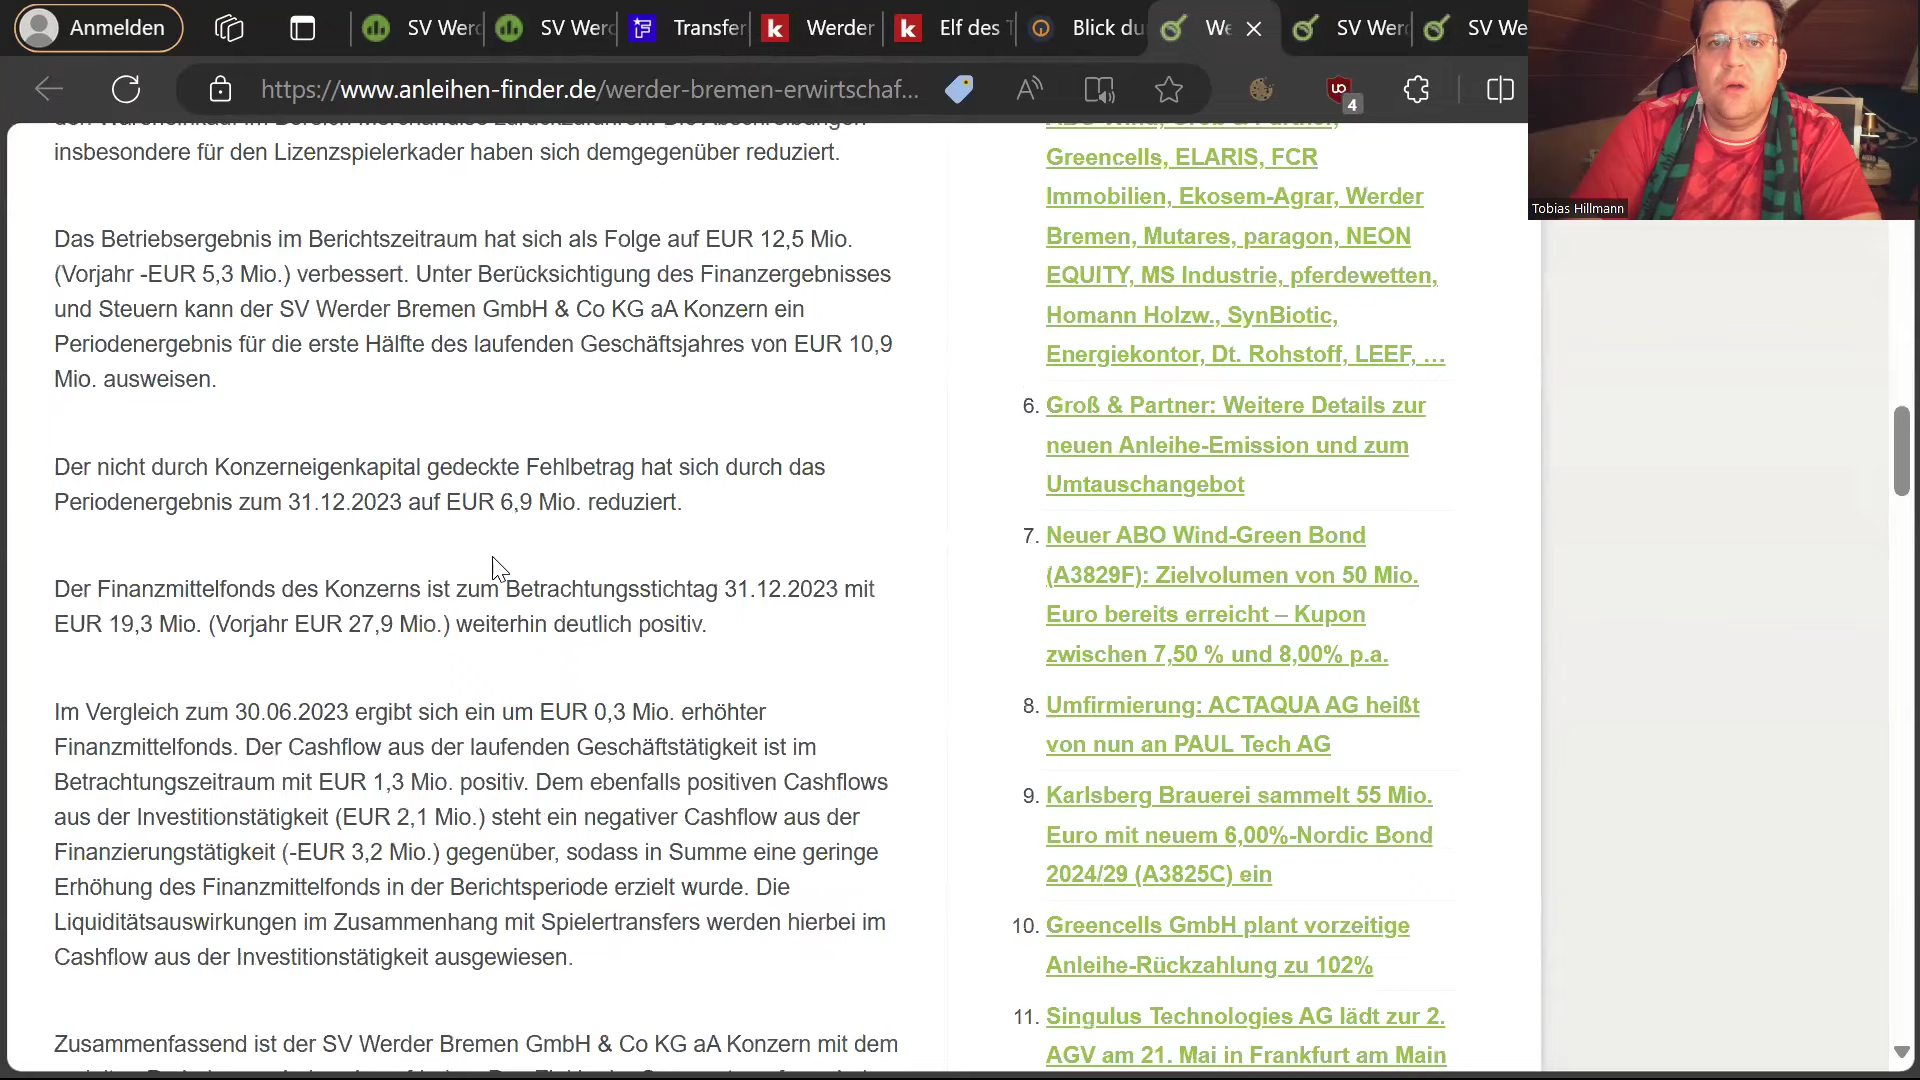 Anmelden
SV Werd
SV Werd
Transfer
Werder
Elf des T
Blick du
We
SV Werd
SV We
https://www.anleihen-finder.de/werder-bremen-erwirtschaf...
UO
4
Tobias Hillmann
insbesondere für den Lizenzspielerkader haben sich demgegenüber reduziert.
Das Betriebsergebnis im Berichtszeitraum hat sich als Folge auf EUR 12,5 Mio.
(Vorjahr -EUR 5,3 Mio.) verbessert. Unter Berücksichtigung des Finanzergebnisses
und Steuern kann der SV Werder Bremen GmbH & Co KG aA Konzern ein
Periodenergebnis für die erste Hälfte des laufenden Geschäftsjahres von EUR 10,9
Mio. ausweisen.
Der nicht durch Konzerneigenkapital gedeckte Fehlbetrag hat sich durch das
Periodenergebnis zum 31.12.2023 auf EUR 6,9 Mio. reduziert.
Der Finanzmittelfonds des Konzerns ist zum Betrachtungsstichtag 31.12.2023 mit
EUR 19,3 Mio. (Vorjahr EUR 27,9 Mio.) weiterhin deutlich positiv.
Im Vergleich zum 30.06.2023 ergibt sich ein um EUR 0,3 Mio. erhöhter
Finanzmittelfonds. Der Cashflow aus der laufenden Geschäftstätigkeit ist im
Betrachtungszeitraum mit EUR 1,3 Mio. positiv. Dem ebenfalls positiven Cashflows
aus der Investitionstätigkeit (EUR 2,1 Mio.) steht ein negativer Cashflow aus der
Finanzierungstätigkeit (-EUR 3,2 Mio.) gegenüber, sodass in Summe eine geringe
Erhöhung des Finanzmittelfonds in der Berichtsperiode erzielt wurde. Die
Liquiditätsauswirkungen im Zusammenhang mit Spielertransfers werden hierbei im
Cashflow aus der Investitionstätigkeit ausgewiesen.
Zusammenfassend ist der SV Werder Bremen GmbH & Co KG aA Konzern mit dem
Greencells, ELARIS, FCR
Immobilien, Ekosem-Agrar, Werder
Bremen, Mutares, paragon, NEON
EQUITY, MS Industrie, pferdewetten,
Homann Holzw., SynBiotic,
Energiekontor, Dt. Rohstoff, LEEF, …
6. Groß & Partner: Weitere Details zur
neuen Anleihe-Emission und zum
Umtauschangebot
7. Neuer ABO Wind-Green Bond
(A3829F): Zielvolumen von 50 Mio.
Euro bereits erreicht – Kupon
zwischen 7,50 % und 8,00% p.a.
8. Umfirmierung: ACTAQUA AG heißt
von nun an PAUL Tech AG
9. Karlsberg Brauerei sammelt 55 Mio.
Euro mit neuem 6,00%-Nordic Bond
2024/29 (A3825C) ein
10. Greencells GmbH plant vorzeitige
Anleihe-Rückzahlung zu 102%
11. Singulus Technologies AG lädt zur 2.
AGV am 21. Mai in Frankfurt am Main